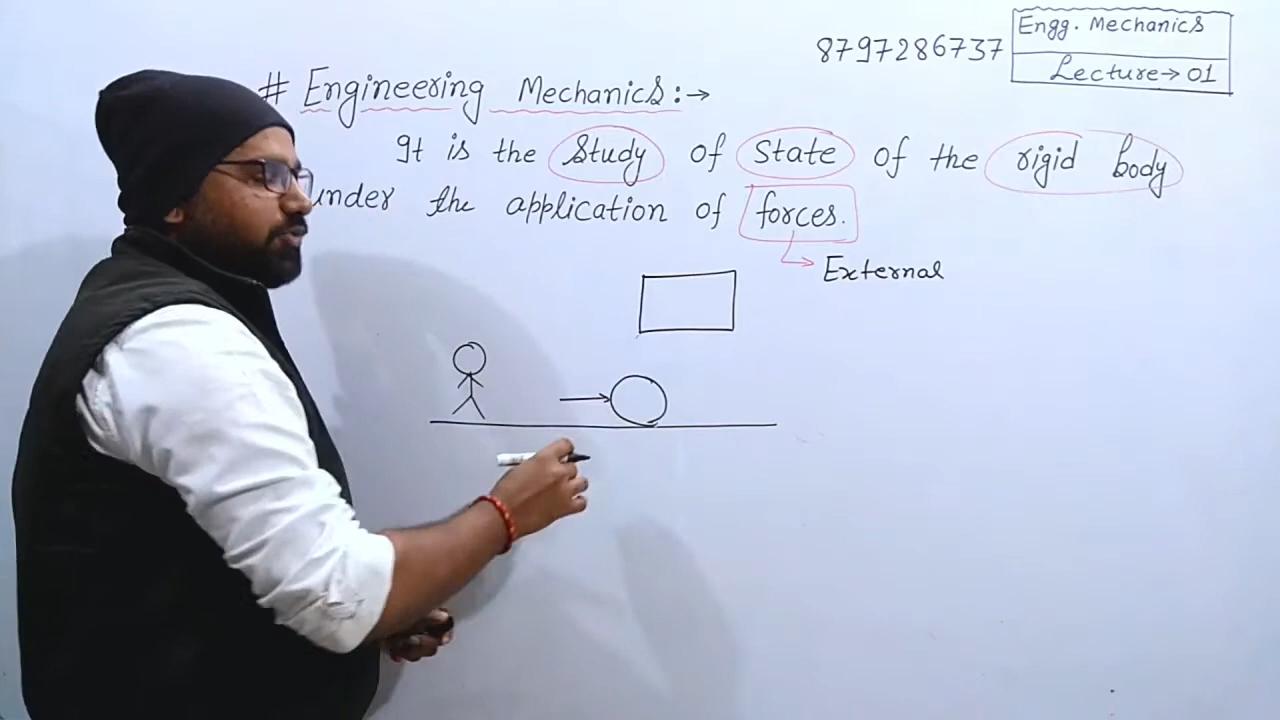 Engg. Mechanics
8797286737
Lecture→01
# Engineering Mechanics:→
It is the Study of State of the rigid body
under the application of forces.
External